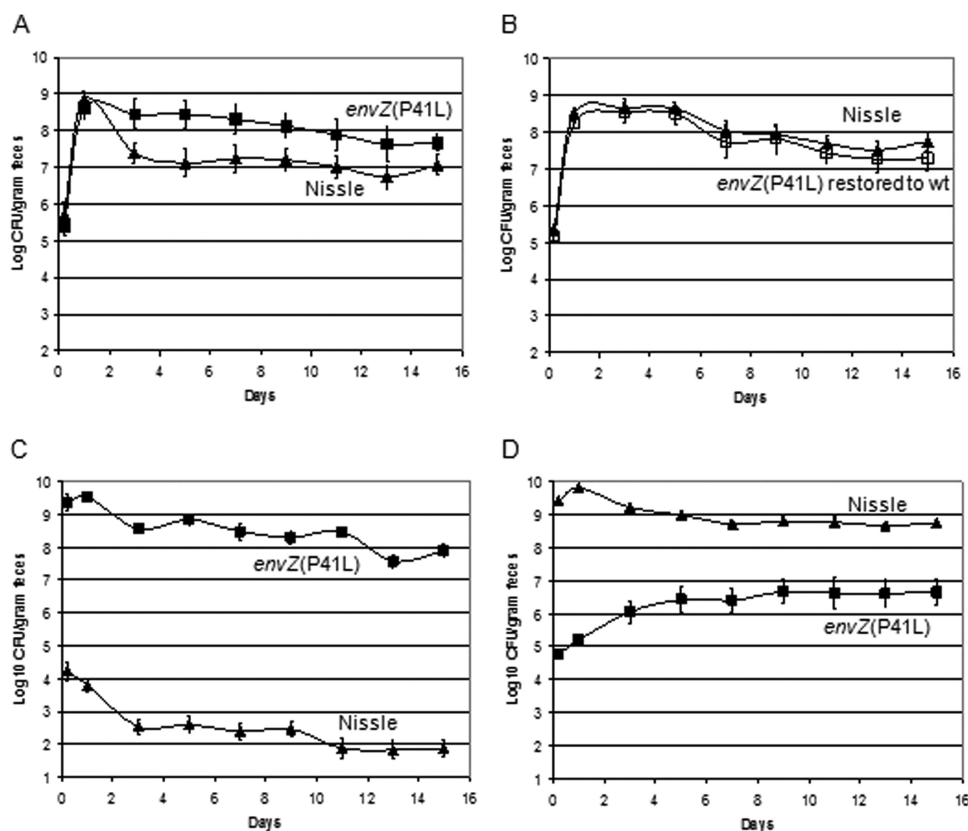 A
Log CFU/gram feces
10
9
8
7
6
5
4
3
2
envZ(P41L)
Nissle
0 2 4 6 8 10 12 14 16
Days
B
Log CFU/gram feces
10
9
8
7
6
5
4
3
2
Nissle
envZ(P41L) restored to wt
0 2 4 6 8 10 12 14 16
Days
C
Log10 CFU/gram feces
10
9
8
7
6
5
4
3
2
1
envZ(P41L)
Nissle
0 2 4 6 8 10 12 14 16
Days
D
Log10 CFU/gram feces
10
9
8
7
6
5
4
3
2
1
Nissle
envZ(P41L)
0 2 4 6 8 10 12 14 16
Days